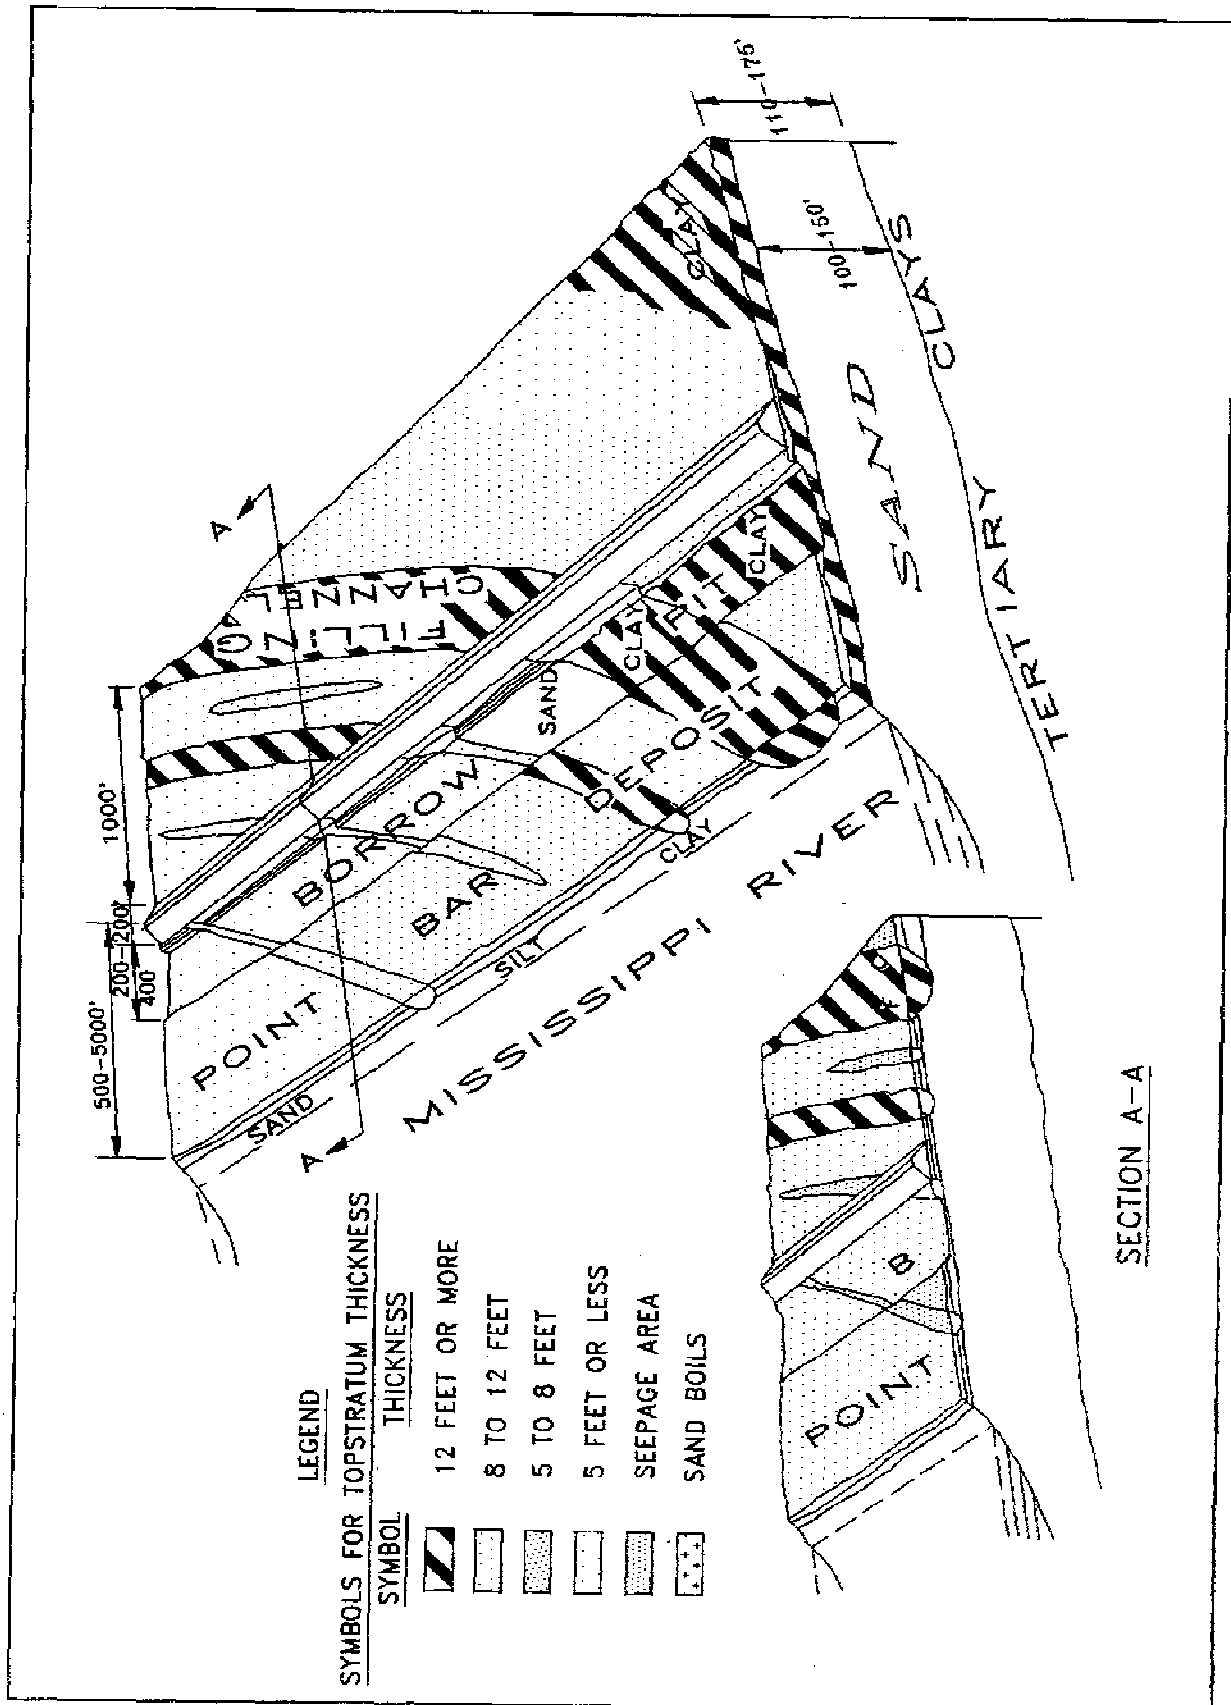 500-5000'
200-200'
400
1000'
A
A
CHANNEL
FILLING
POINT
BAR
DEPOSIT
BORROW
PIT
SAND
CLAY
CLAY
CLAY
SAND
SILT
CLAY
MISSISSIPPI RIVER
110-175'
100-150'
SAND
TERTIARY CLAYS
LEGEND
SYMBOLS FOR TOPSTRATUM THICKNESS
SYMBOL THICKNESS
12 FEET OR MORE
8 TO 12 FEET
5 TO 8 FEET
5 FEET OR LESS
SEEPAGE AREA
SAND BOILS
POINT
B
SECTION A-A